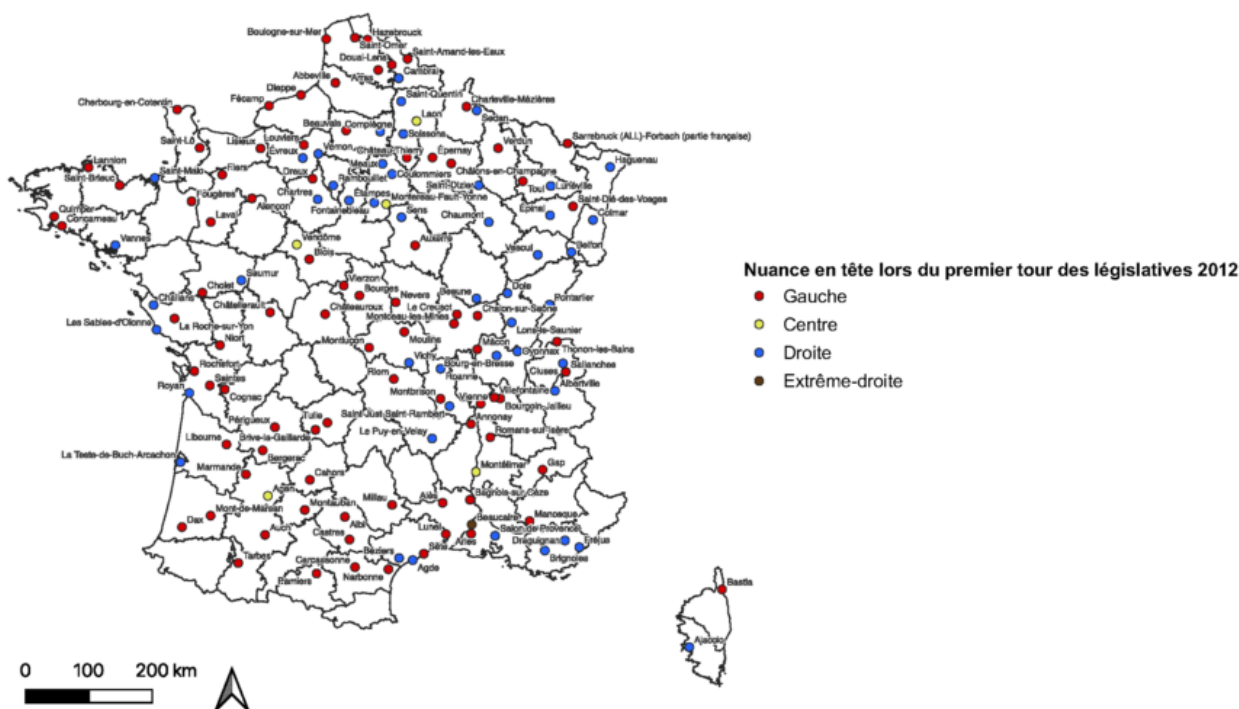 Boulogne-sur-Mer
Hazebrouck
Saint-Omer
Saint-Amand-les-Eaux
Douai-Lens
Arras
Cambrai
Abbeville
Dieppe
Fécamp
Saint-Quentin
Charleville-Mézières
Sedan
Cherbourg-en-Cotentin
Laon
Beauvais
Compiègne
Soissons
Saint-Lô
Lisieux
Louviers
Évreux
Vernon
Château-Thierry
Épernay
Verdun
Sarrebruck (ALL)-Forbach (partie française)
Lannion
Saint-Brieuc
Saint-Malo
Flers
Dreux
Meaux
Coulommiers
Châlons-en-Champagne
Haguenau
Rambouillet
Saint-Dizier
Toul
Lunéville
Fougères
Alençon
Chartres
Étampes
Montereau-Fault-Yonne
Saint-Dié-des-Vosges
Quimper
Concarneau
Laval
Fontainebleau
Sens
Chaumont
Épinal
Colmar
Vannes
Vendôme
Blois
Auxerre
Vesoul
Belfort
Saumur
Cholet
Vierzon
Bourges
Nevers
Beaune
Dole
Pontarlier
Challans
Châtellerault
Châteauroux
Le Creusot
Montceau-les-Mines
Chalon-sur-Saône
Les Sables-d'Olonne
La Roche-sur-Yon
Niort
Montluçon
Moulins
Lons-le-Saunier
Mâcon
Oyonnax
Thonon-les-Bains
Rochefort
Saintes
Cognac
Royan
Vichy
Riom
Bourg-en-Bresse
Roanne
Cluses
Sallanches
Albertville
Montbrison
Vienne
Villefontaine
Bourgoin-Jallieu
Périgueux
Tulle
Saint-Just-Saint-Rambert
Annonay
Libourne
Brive-la-Gaillarde
Le Puy-en-Velay
Romans-sur-Isère
La Teste-de-Buch-Arcachon
Bergerac
Marmande
Cahors
Montélimar
Gap
Agen
Mont-de-Marsan
Montauban
Millau
Alès
Bagnols-sur-Cèze
Dax
Auch
Albi
Castres
Lunel
Beaucaire
Arles
Salon-de-Provence
Manosque
Draguignan
Fréjus
Brignoles
Tarbes
Carcassonne
Béziers
Sète
Agde
Pamiers
Narbonne
Bastia
Ajaccio
Nuance en tête lors du premier tour des législatives 2012
Gauche
Centre
Droite
Extrême-droite
0 100 200 km